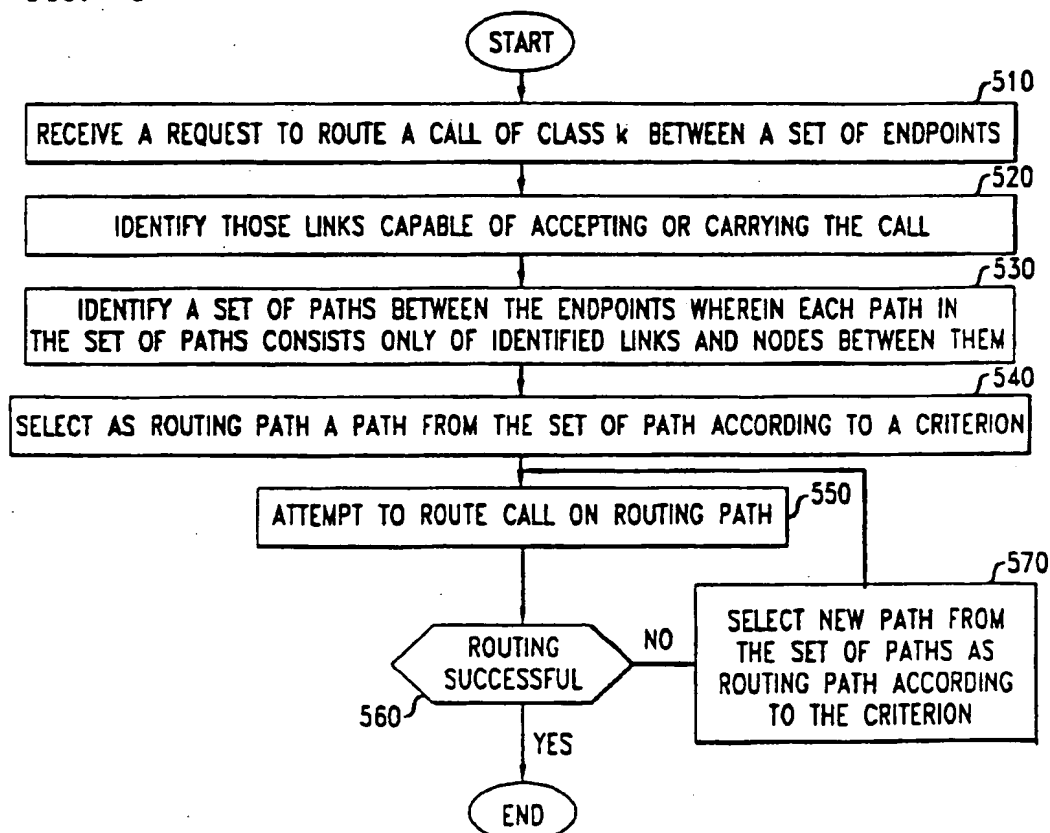 START
510
RECEIVE A REQUEST TO ROUTE A CALL OF CLASS k BETWEEN A SET OF ENDPOINTS
520
IDENTIFY THOSE LINKS CAPABLE OF ACCEPTING OR CARRYING THE CALL
530
IDENTIFY A SET OF PATHS BETWEEN THE ENDPOINTS WHEREIN EACH PATH IN
THE SET OF PATHS CONSISTS ONLY OF IDENTIFIED LINKS AND NODES BETWEEN THEM
540
SELECT AS ROUTING PATH A PATH FROM THE SET OF PATH ACCORDING TO A CRITERION
550
ATTEMPT TO ROUTE CALL ON ROUTING PATH
570
SELECT NEW PATH FROM
THE SET OF PATHS AS
ROUTING PATH ACCORDING
TO THE CRITERION
NO
ROUTING
SUCCESSFUL
560
YES
END